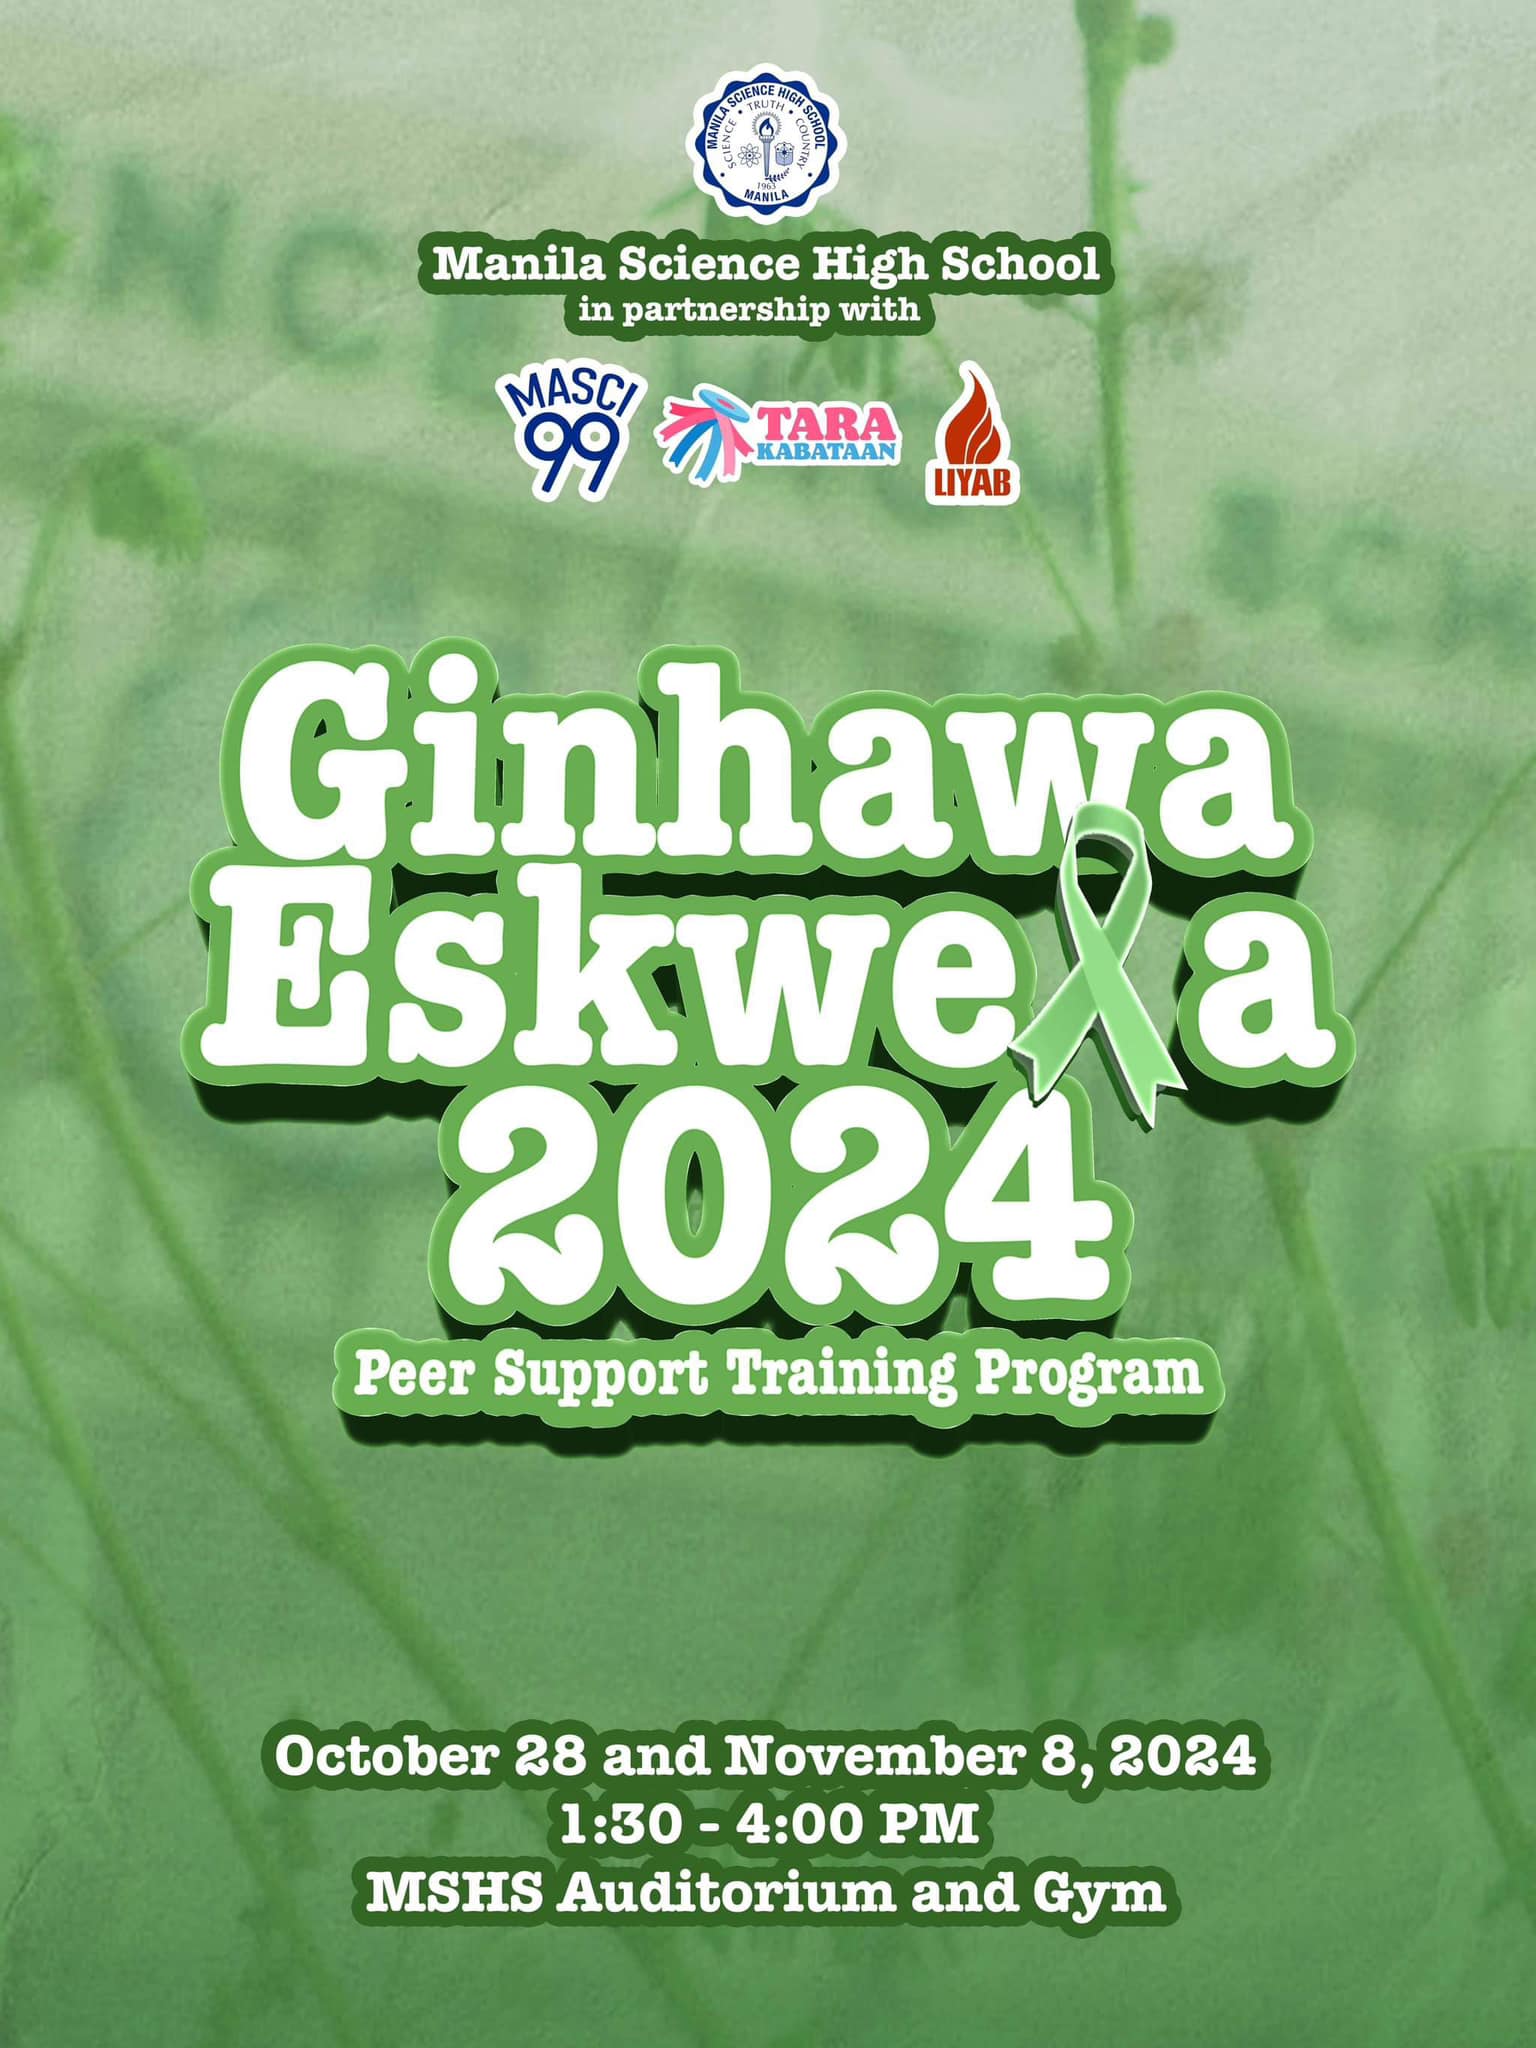 MANILA SCIENCE HIGH SCHOOL
SCIENCE • TRUTH • COUNTRY
1963
MANILA
Manila Science High School
in partnership with
MASCI
99
TARA
KABATAAN
LIYAB
Ginhawa
Eskwela
2024
Peer Support Training Program
October 28 and November 8, 2024
1:30 - 4:00 PM
MSHS Auditorium and Gym